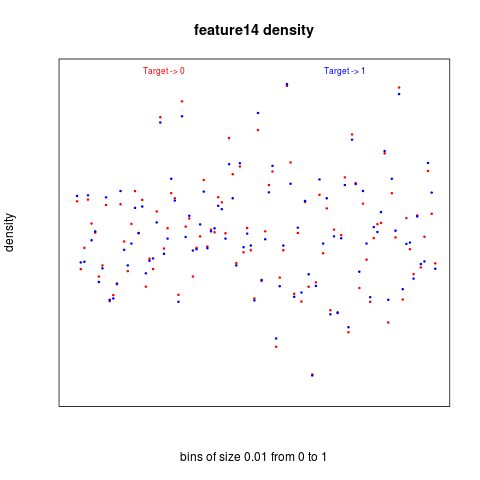 feature14 density
Target -> 0
Target -> 1
density
bins of size 0.01 from 0 to 1